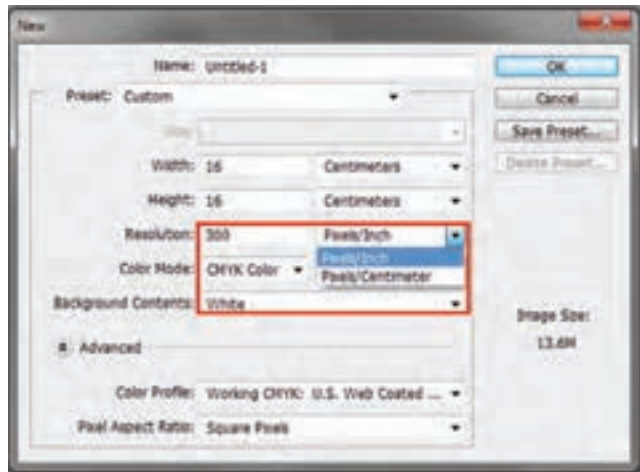 New
Name: Untitled-1
OK
Preset: Custom
Cancel
Save Preset...
Delete Preset...
Width: 16 Centimeters
Height: 16 Centimeters
Resolution: 300 Pixels/Inch
Pixels/Inch
Color Mode: CMYK Color
Pixels/Centimeter
Background Contents: White
Image Size:
13.6M
Advanced
Color Profile: Working CMYK: U.S. Web Coated ...
Pixel Aspect Ratio: Square Pixels